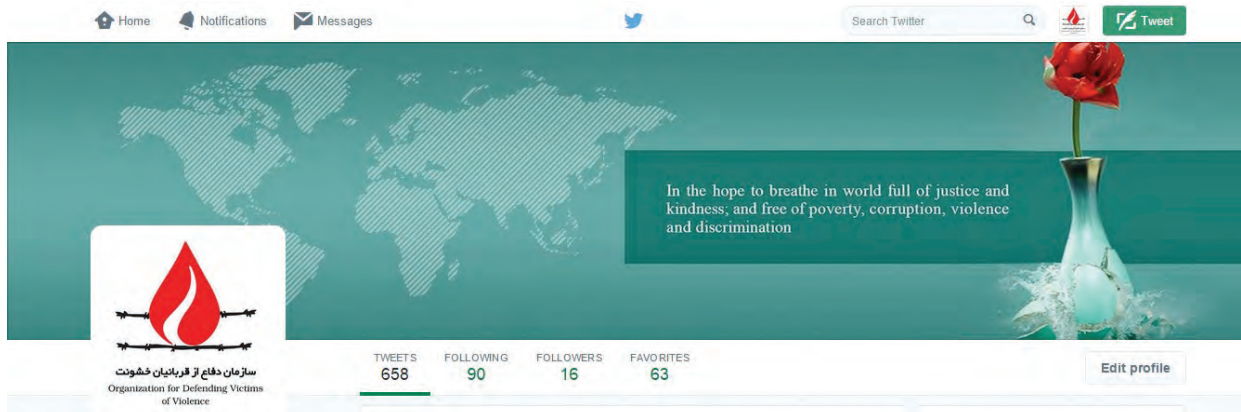 Home Notifications Messages Search Twitter Tweet
In the hope to breathe in world full of justice and
kindness; and free of poverty, corruption, violence
and discrimination
سازمان دفاع از قربانیان خشونت
Organization for Defending Victims
of Violence
TWEETS FOLLOWING FOLLOWERS FAVORITES
658 90 16 63
Edit profile